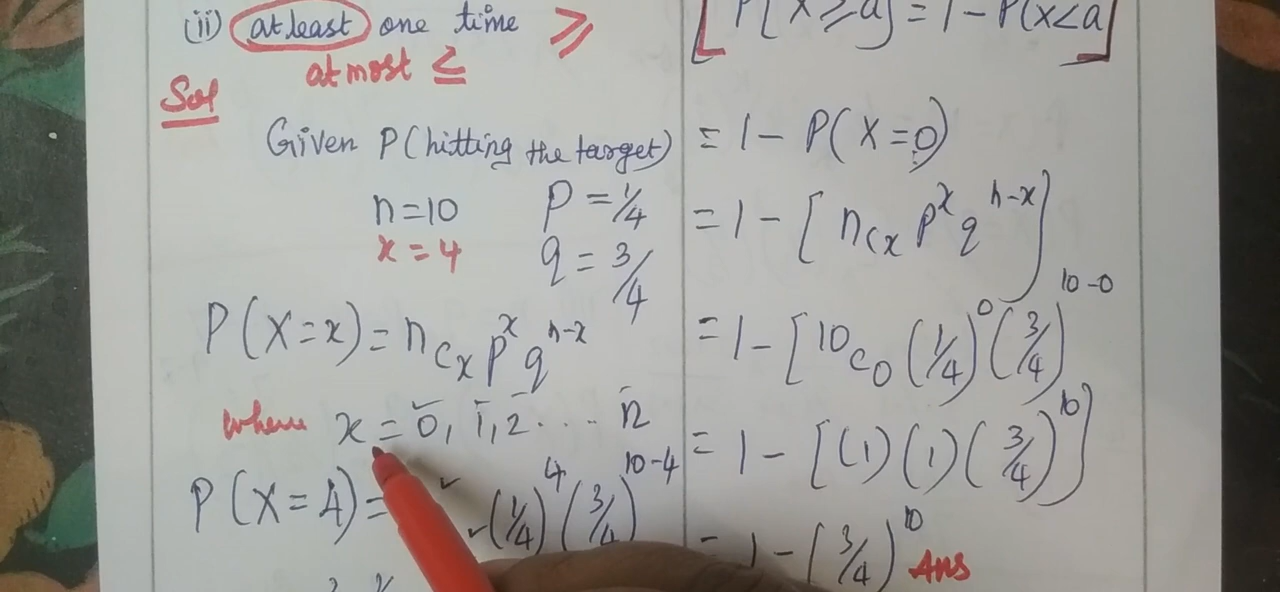 (ii) at least one time ≥
at most ≤
Sol
Given P(hitting the target)
n=10 P=1/4
x=4 q=3/4
P(X=x)=nCx p^x q^n-x
where x=0,1,2.... n
P(X=4)= (1/4)^4 (3/4)^10-4
[P[X≥a]=1-P(x<a]
=1-P(X=0)
=1-[nCx p^x q^n-x]
=1-[10C0 (1/4)^0 (3/4)^10-0
=1-[(1)(1)(3/4)^10]
=1-(3/4)^10 Ans